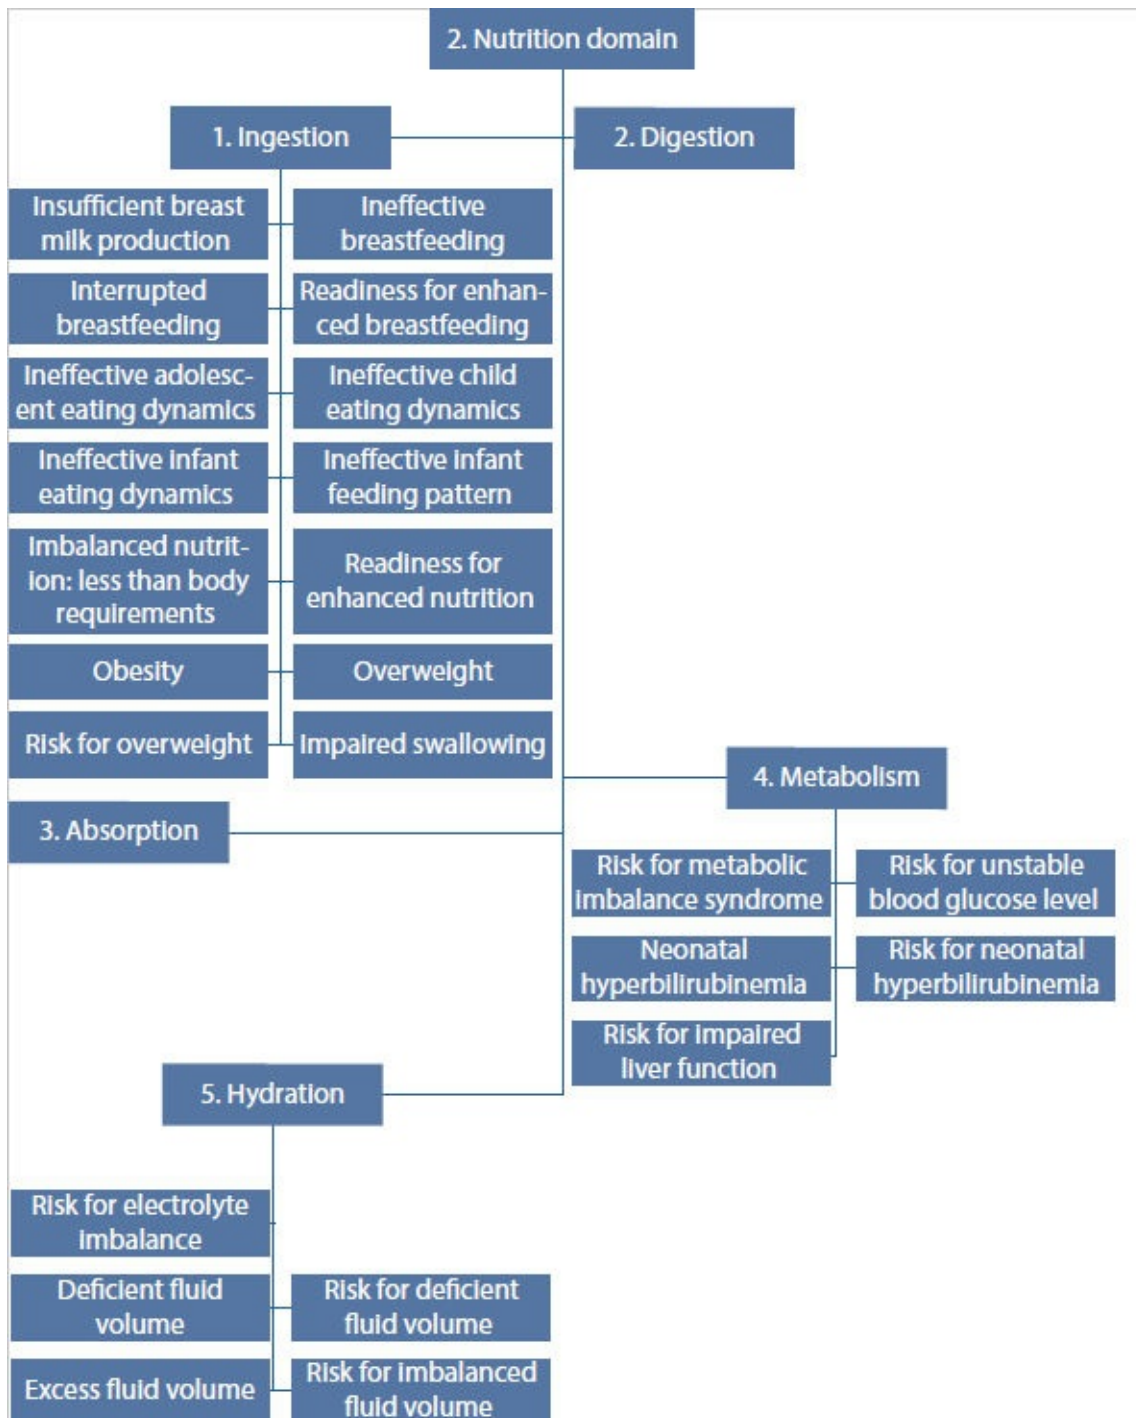 2. Nutrition domain
1. Ingestion
2. Digestion
Insufficient breast
milk production
Ineffective
breastfeeding
Interrupted
breastfeeding
Readiness for enhan-
ced breastfeeding
Ineffective adolesc-
ent eating dynamics
Ineffective child
eating dynamics
Ineffective infant
eating dynamics
Ineffective infant
feeding pattern
Imbalanced nutrit-
ion: less than body
requirements
Readiness for
enhanced nutrition
Obesity
Overweight
Risk for overweight
Impaired swallowing
3. Absorption
4. Metabolism
Risk for metabolic
imbalance syndrome
Risk for unstable
blood glucose level
Neonatal
hyperbilirubinemia
Risk for neonatal
hyperbilirubinemia
Risk for impaired
liver function
5. Hydration
Risk for electrolyte
imbalance
Deficient fluid
volume
Risk for deficient
fluid volume
Excess fluid volume
Risk for imbalanced
fluid volume